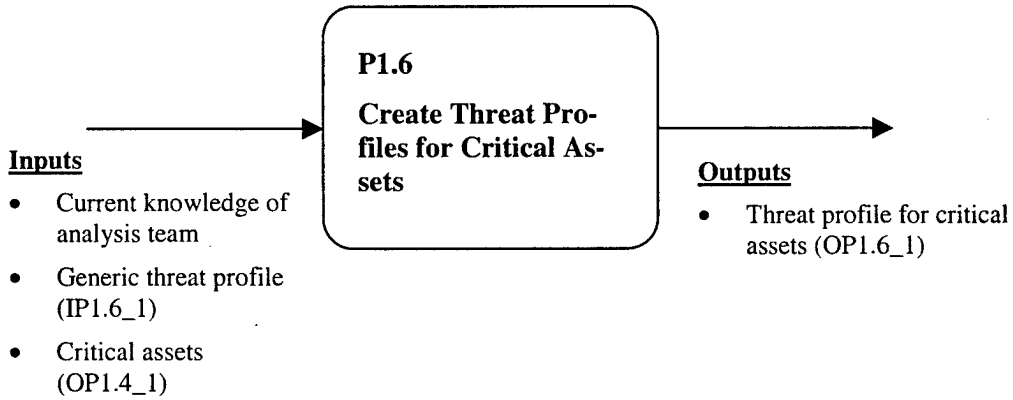 P1.6
Create Threat Pro-
files for Critical As-
sets
Inputs
• Current knowledge of
analysis team
• Generic threat profile
(IP1.6_1)
• Critical assets
(OP1.4_1)
Outputs
• Threat profile for critical
assets (OP1.6_1)